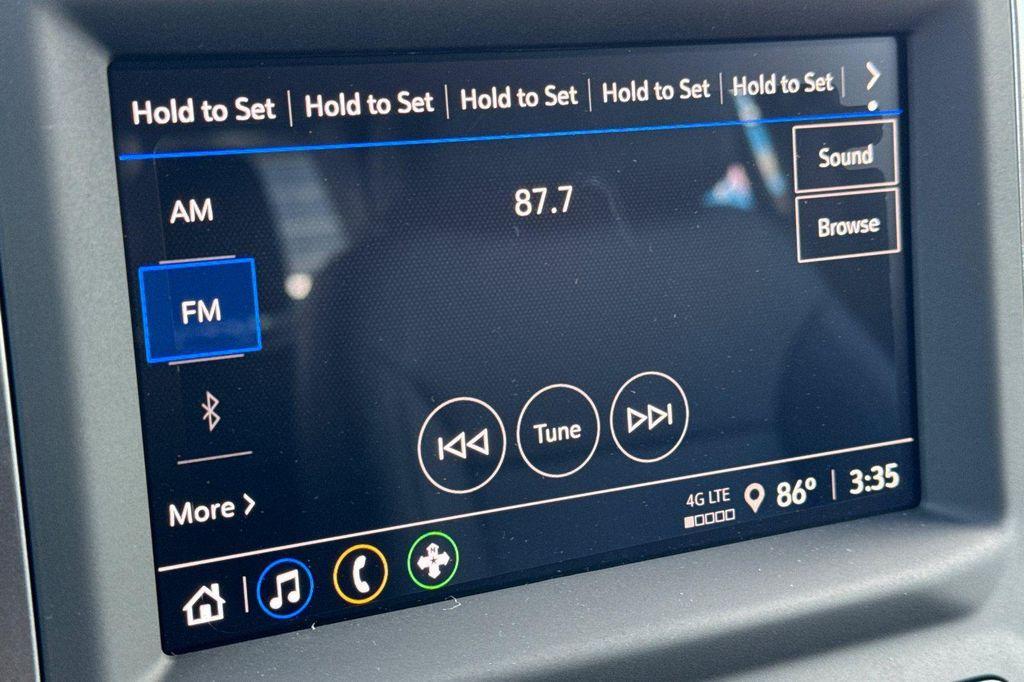 Hold to Set Hold to Set Hold to Set Hold to Set Hold to Set
Sound
AM
87.7
Browse
FM
Tune
More
4G LTE
86°
3:35
N